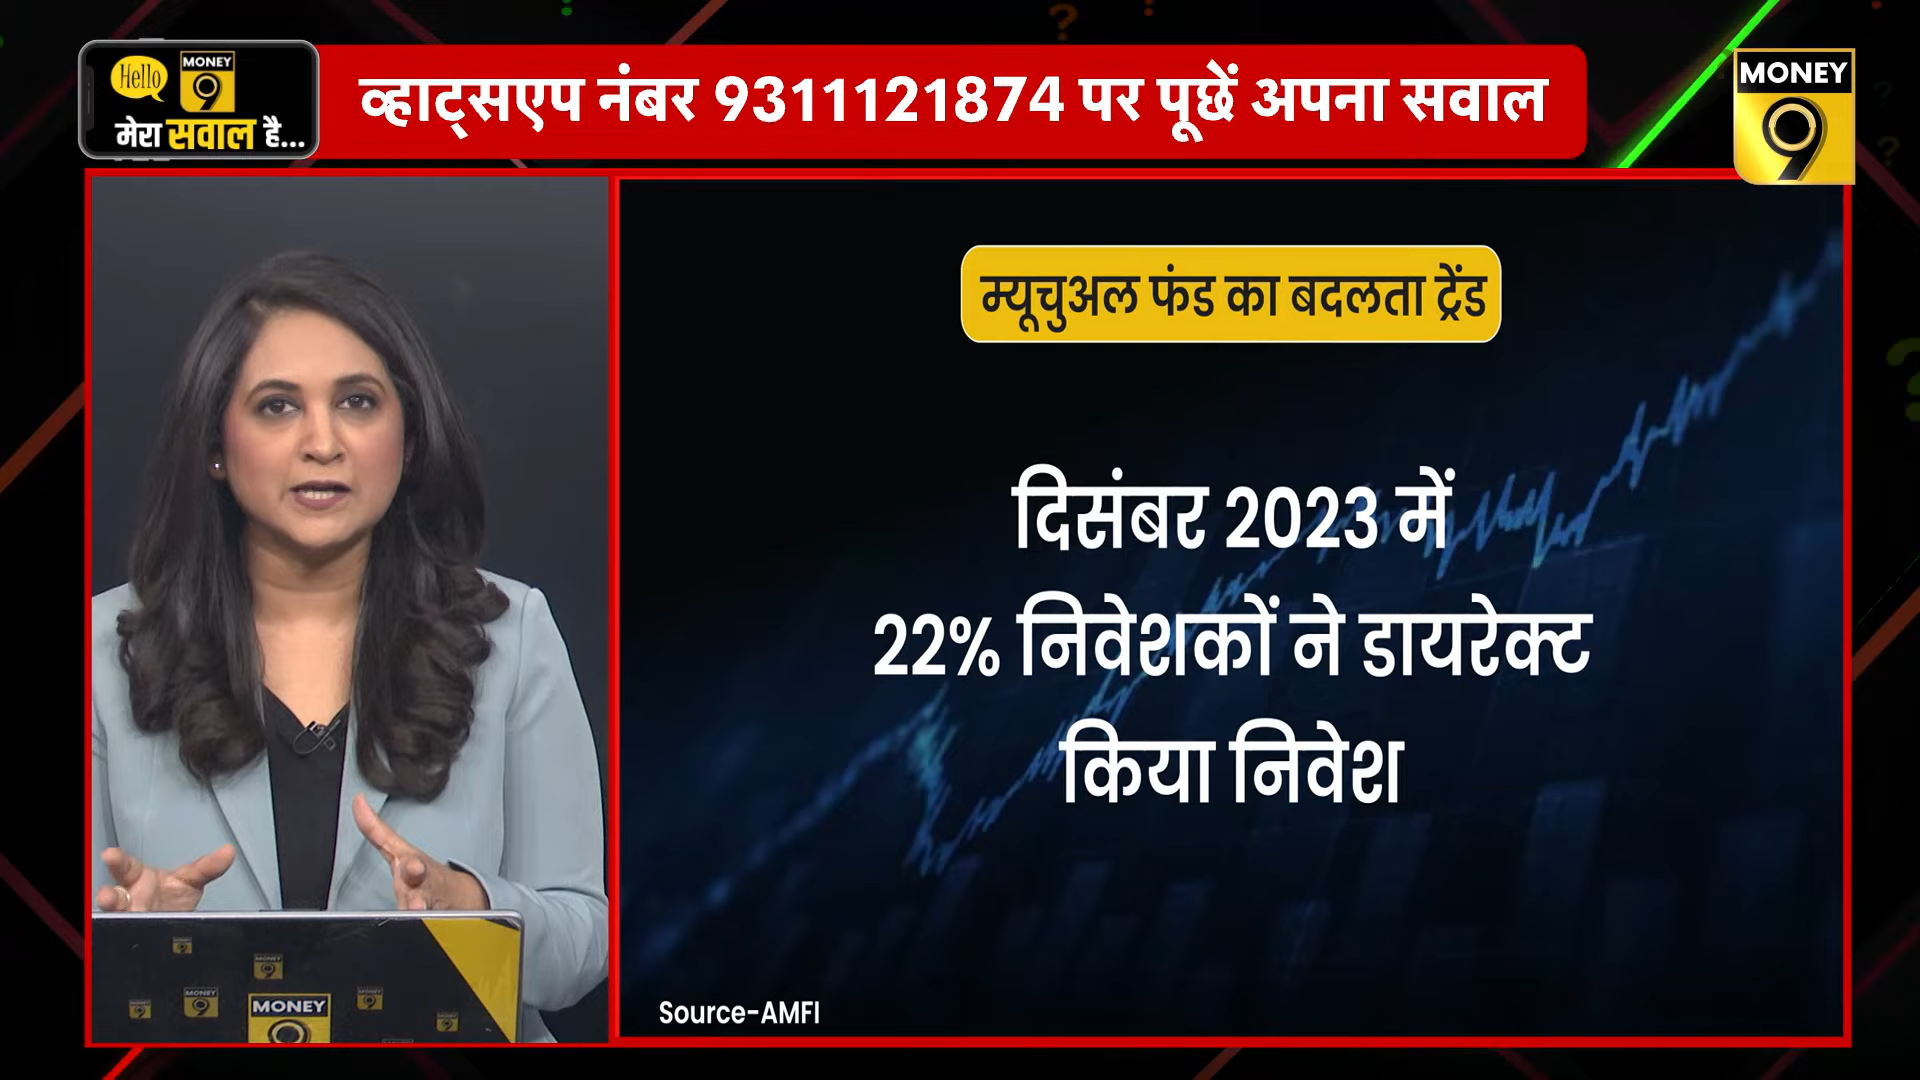 Hello
MONEY
9
मेरा सवाल है...
व्हाट्सएप नंबर 9311121874 पर पूछें अपना सवाल
MONEY
9
म्यूचुअल फंड का बदलता ट्रेंड
दिसंबर 2023 में
22% निवेशकों ने डायरेक्ट
किया निवेश
MONEY
9
Source-AMFI